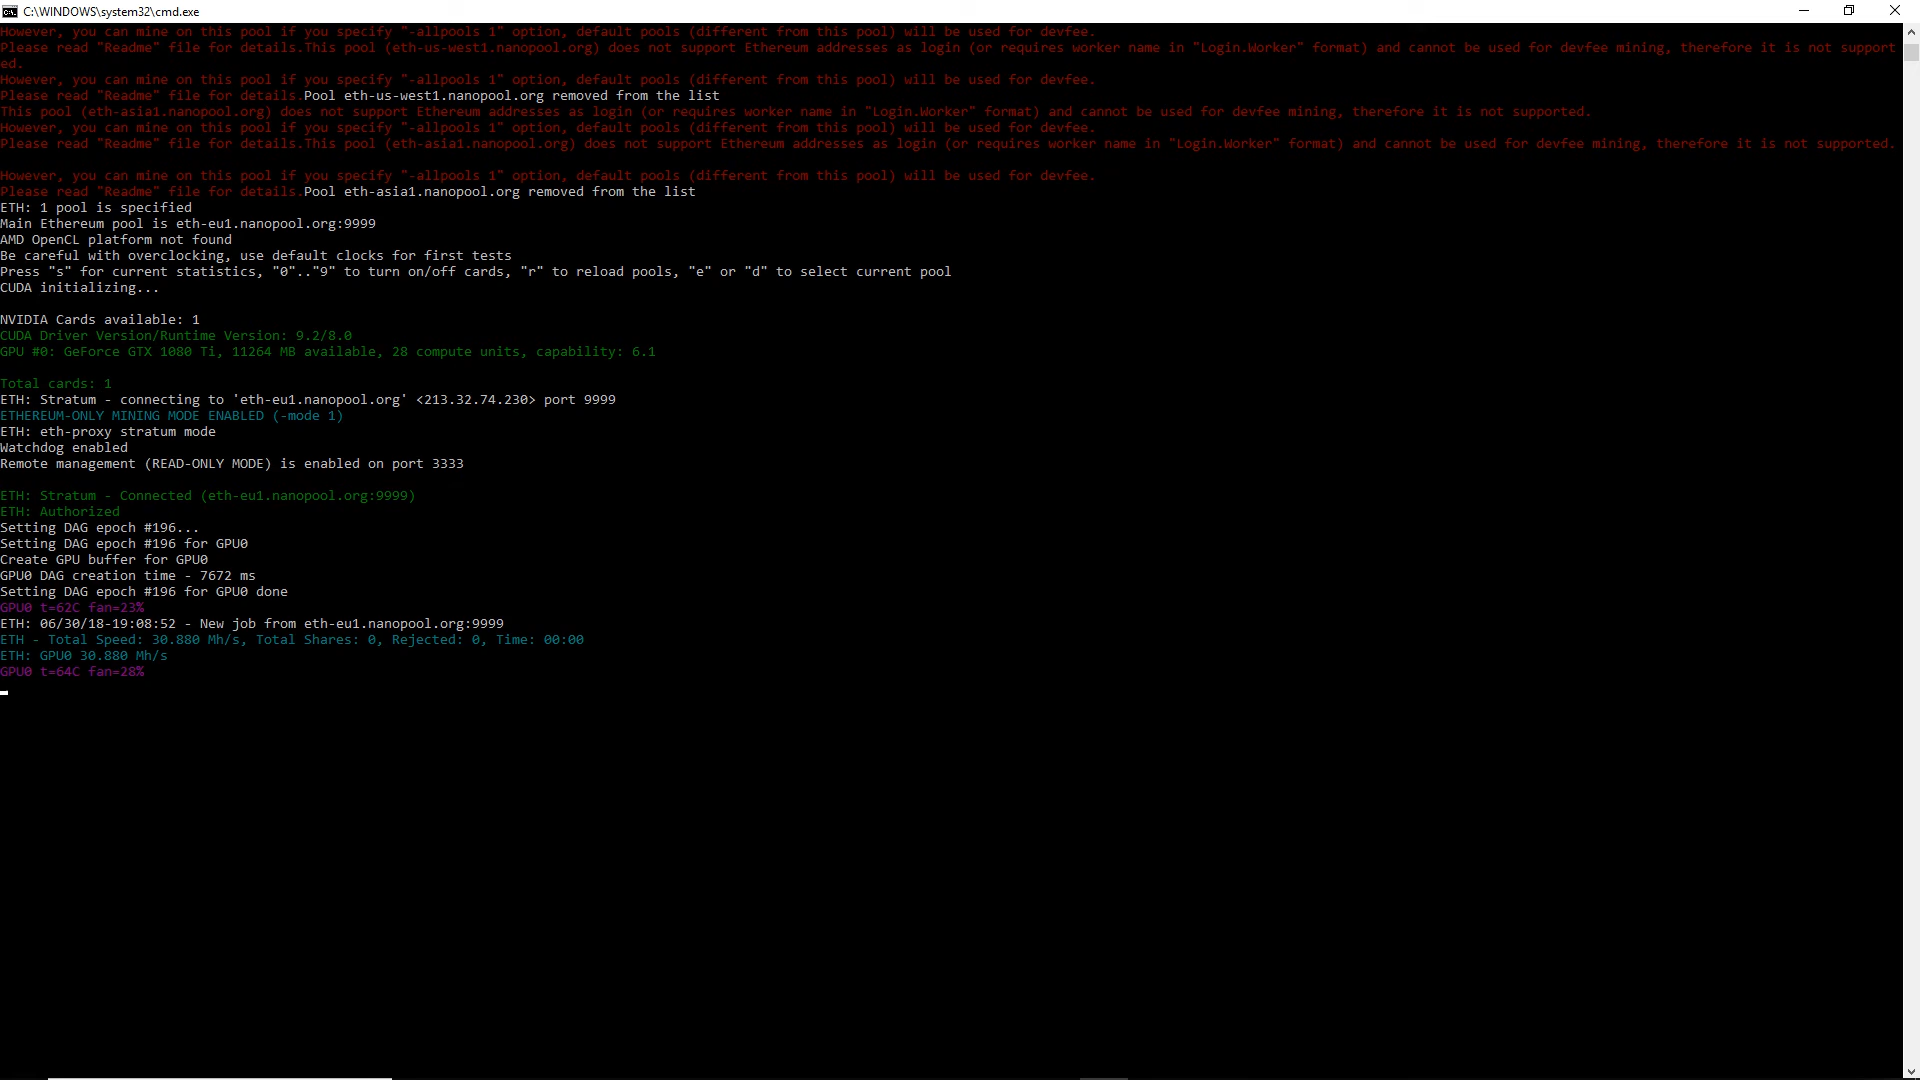 C:\WINDOWS\system32\cmd.exe
However, you can mine on this pool if you specify "-allpools 1" option, default pools (different from this pool) will be used for devfee.
Please read "Readme" file for details.This pool (eth-us-west1.nanopool.org) does not support Ethereum addresses as login (or requires worker name in "Login.Worker" format) and cannot be used for devfee mining, therefore it is not support
ed.
However, you can mine on this pool if you specify "-allpools 1" option, default pools (different from this pool) will be used for devfee.
Please read "Readme" file for details.Pool eth-us-west1.nanopool.org removed from the list
This pool (eth-asia1.nanopool.org) does not support Ethereum addresses as login (or requires worker name in "Login.Worker" format) and cannot be used for devfee mining, therefore it is not supported.
However, you can mine on this pool if you specify "-allpools 1" option, default pools (different from this pool) will be used for devfee.
Please read "Readme" file for details.This pool (eth-asia1.nanopool.org) does not support Ethereum addresses as login (or requires worker name in "Login.Worker" format) and cannot be used for devfee mining, therefore it is not supported.
However, you can mine on this pool if you specify "-allpools 1" option, default pools (different from this pool) will be used for devfee.
Please read "Readme" file for details.Pool eth-asia1.nanopool.org removed from the list
ETH: 1 pool is specified
Main Ethereum pool is eth-eu1.nanopool.org:9999
AMD OpenCL platform not found
Be careful with overclocking, use default clocks for first tests
Press "s" for current statistics, "0".."9" to turn on/off cards, "r" to reload pools, "e" or "d" to select current pool
CUDA initializing...
NVIDIA Cards available: 1
CUDA Driver Version/Runtime Version: 9.2/8.0
GPU #0: GeForce GTX 1080 Ti, 11264 MB available, 28 compute units, capability: 6.1
Total cards: 1
ETH: Stratum - connecting to 'eth-eu1.nanopool.org' <213.32.74.230> port 9999
ETHEREUM-ONLY MINING MODE ENABLED (-mode 1)
ETH: eth-proxy stratum mode
Watchdog enabled
Remote management (READ-ONLY MODE) is enabled on port 3333
ETH: Stratum - Connected (eth-eu1.nanopool.org:9999)
ETH: Authorized
Setting DAG epoch #196...
Setting DAG epoch #196 for GPU0
Create GPU buffer for GPU0
GPU0 DAG creation time - 7672 ms
Setting DAG epoch #196 for GPU0 done
GPU0 t=62C fan=23%
ETH: 06/30/18-19:08:52 - New job from eth-eu1.nanopool.org:9999
ETH - Total Speed: 30.880 Mh/s, Total Shares: 0, Rejected: 0, Time: 00:00
ETH: GPU0 30.880 Mh/s
GPU0 t=64C fan=28%